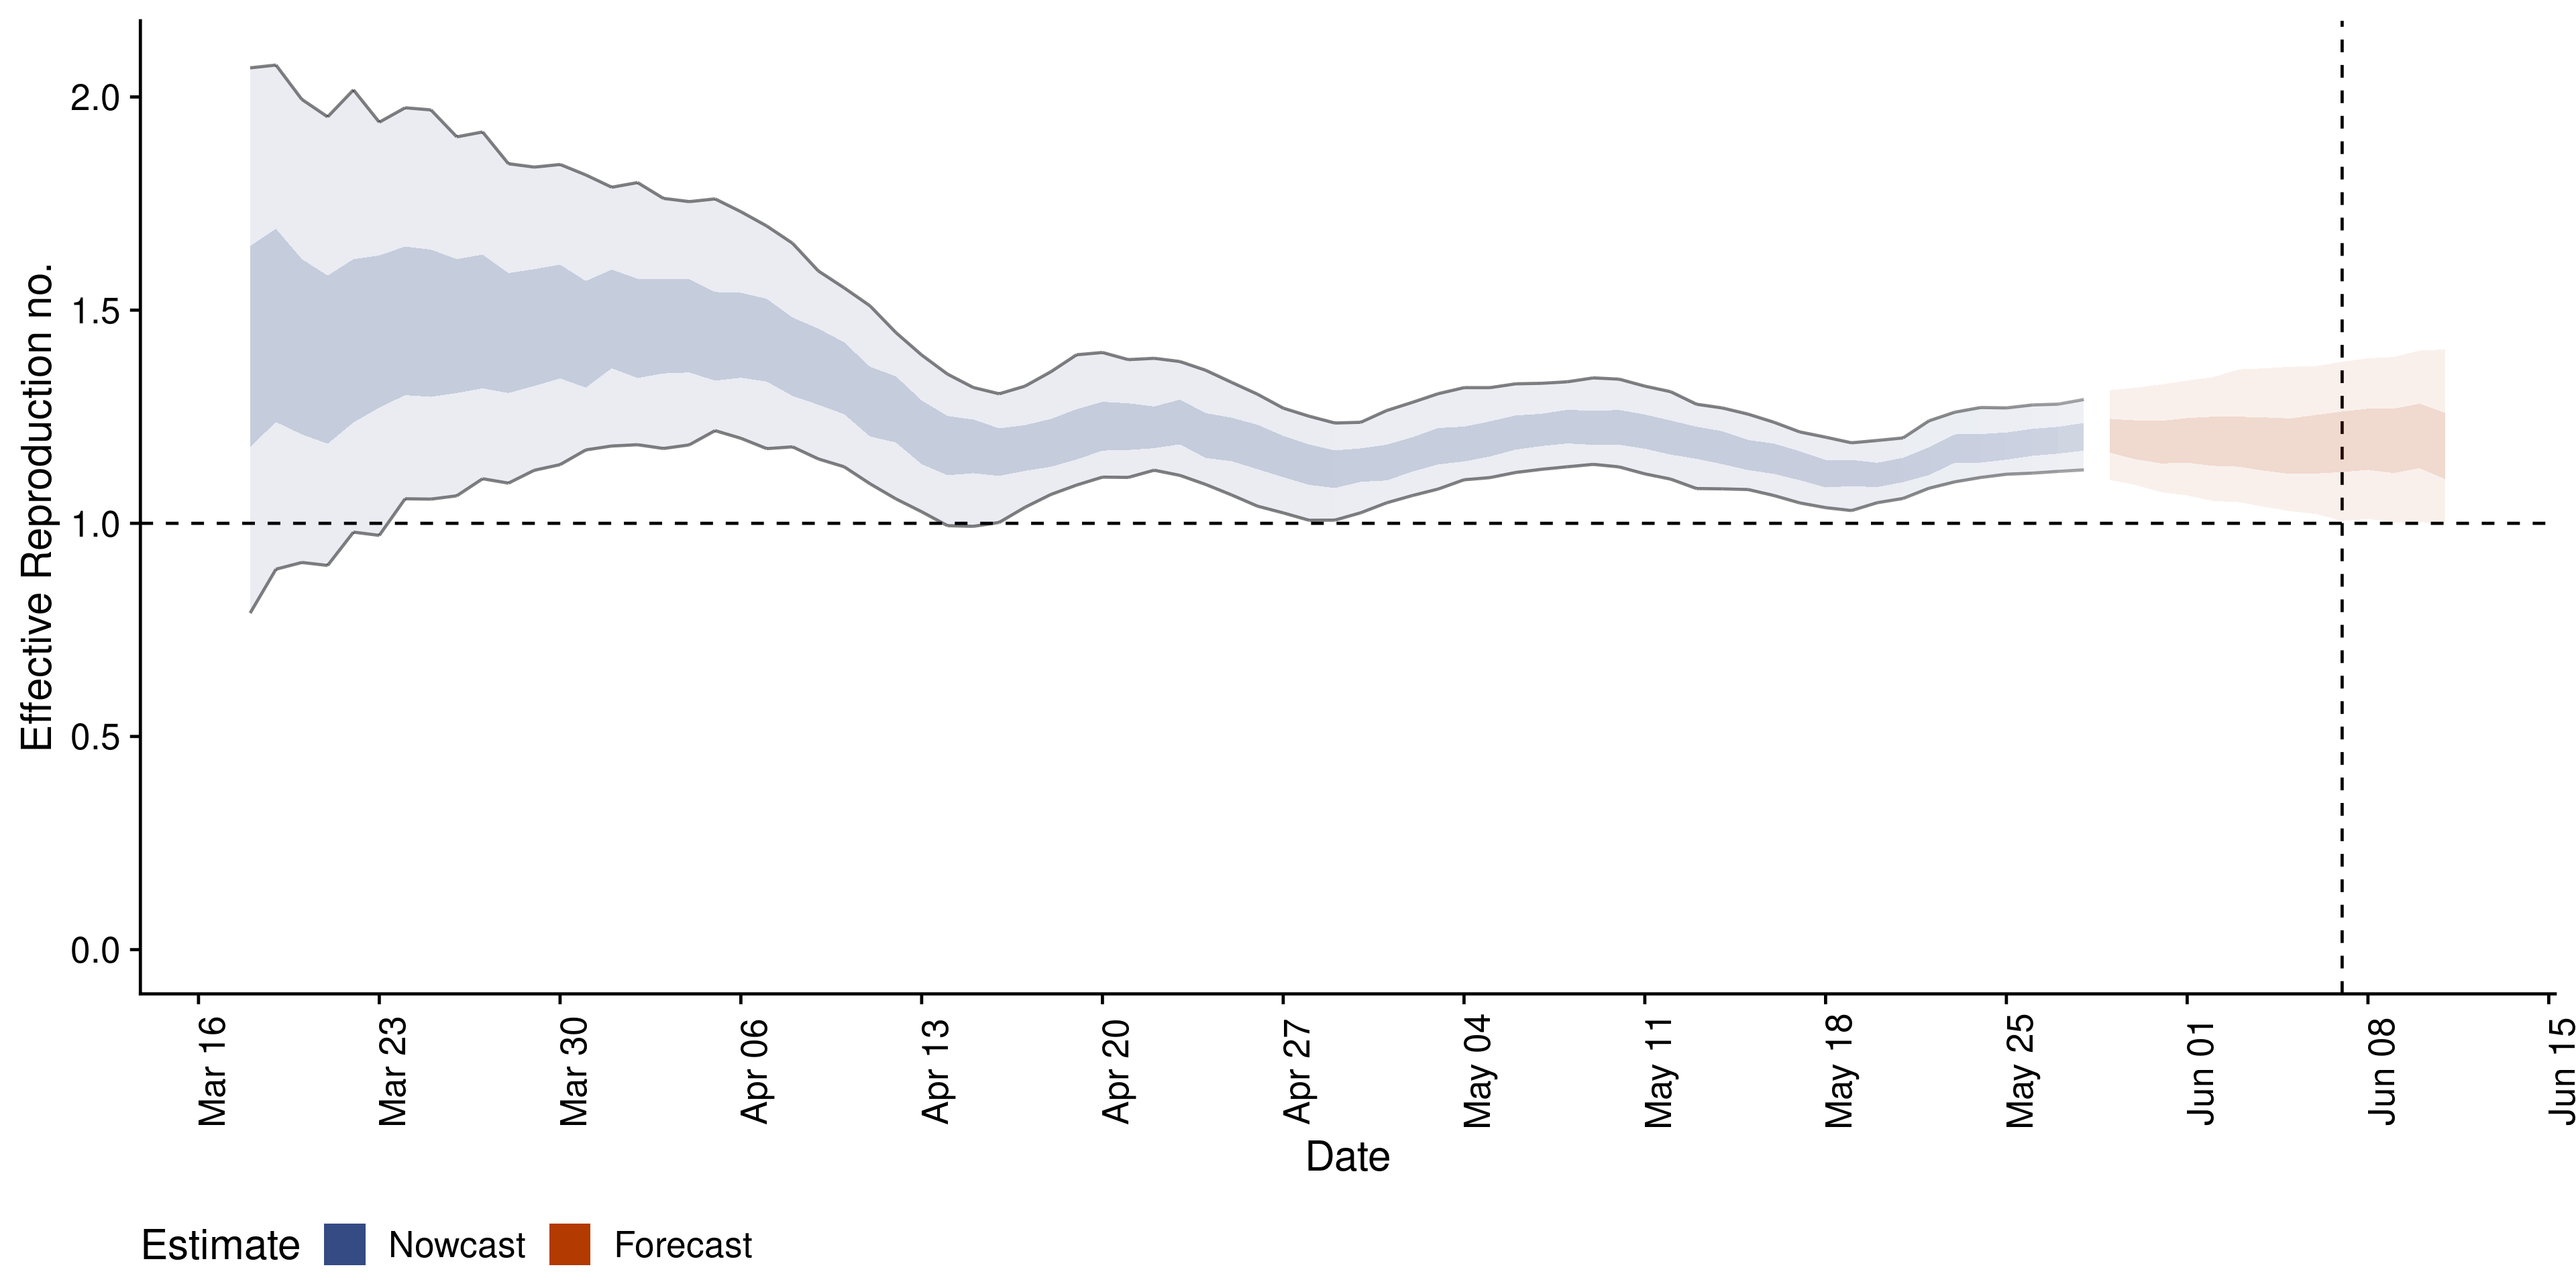 Effective Reproduction no.
2.0
1.5
1.0
0.5
0.0
Mar 16
Mar 23
Mar 30
Apr 06
Apr 13
Apr 20
Apr 27
May 04
May 11
May 18
May 25
Jun 01
Jun 08
Jun 15
Date
Estimate Nowcast Forecast